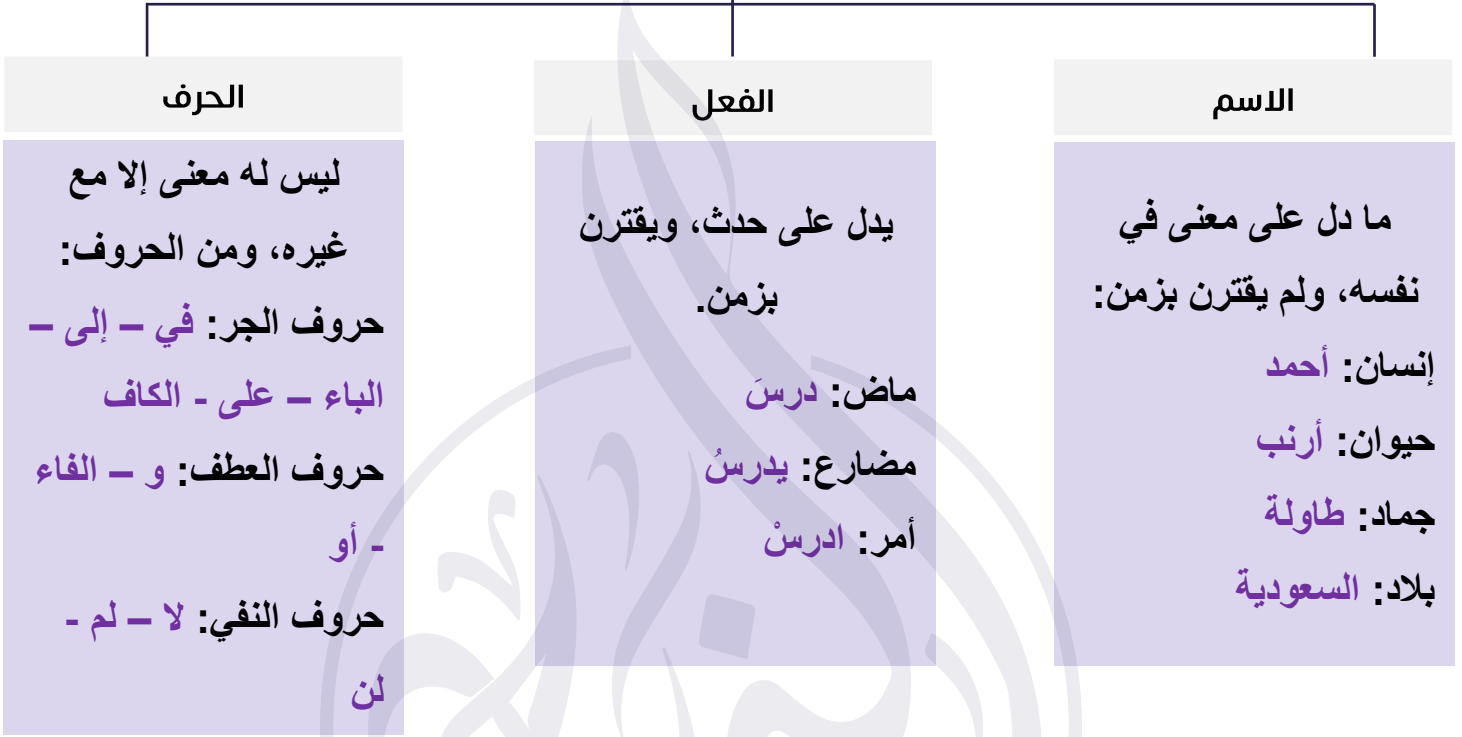 الاسم
ما دل على معنى في
نفسه، ولم يقترن بزمن:
إنسان: أحمد
حيوان: أرنب
جماد: طاولة
بلاد: السعودية
الفعل
يدل على حدث، ويقترن
بزمن.
ماض: درسَ
مضارع: يدرسُ
أمر: ادرسْ
الحرف
ليس له معنى إلا مع
غيره، ومن الحروف:
حروف الجر: في – إلى –
الباء – على - الكاف
حروف العطف: و – الفاء
- أو
حروف النفي: لا – لم -
لن